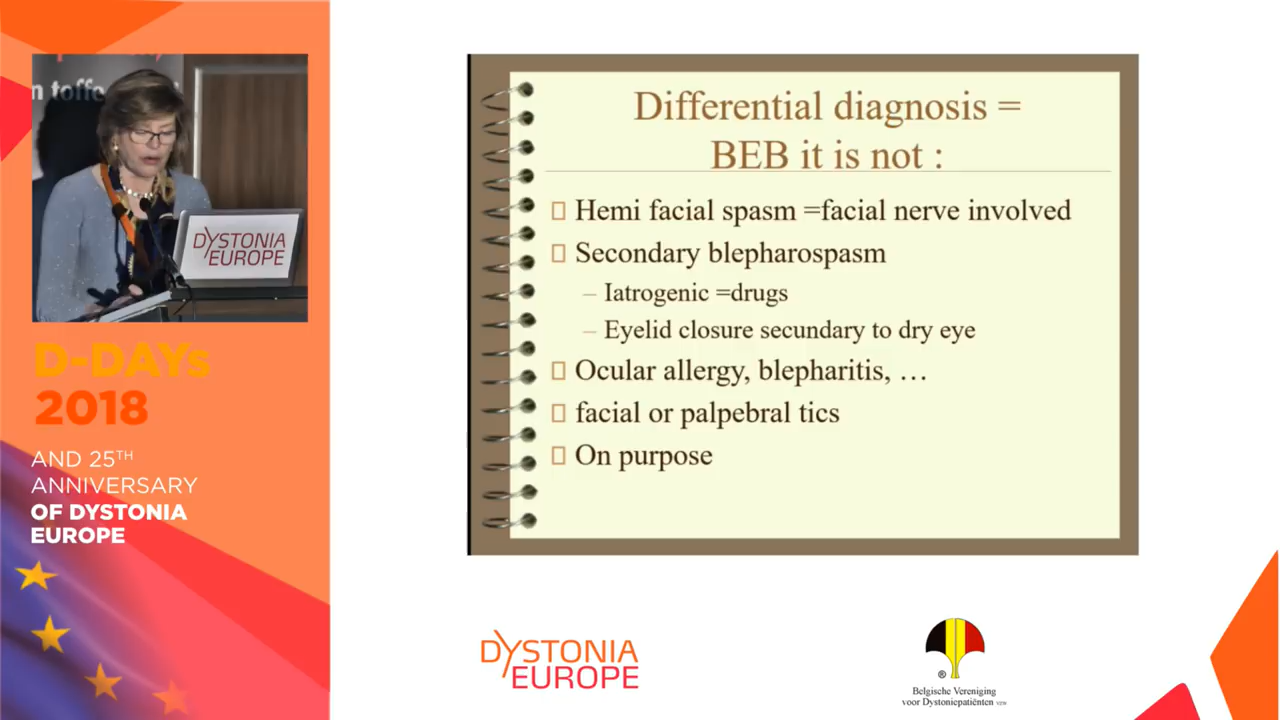 n toffe
DYSTONIA
EUROPE
D-DAYs
2018
AND 25TH
ANNIVERSARY
OF DYSTONIA
EUROPE
Differential diagnosis =
BEB it is not :
Hemi facial spasm =facial nerve involved
Secondary blepharospasm
– Iatrogenic =drugs
– Eyelid closure secundary to dry eye
Ocular allergy, blepharitis, …
facial or palpebral tics
On purpose
DYSTONIA
EUROPE
®
Belgische Vereniging
voor Dystoniepatiënten vzw